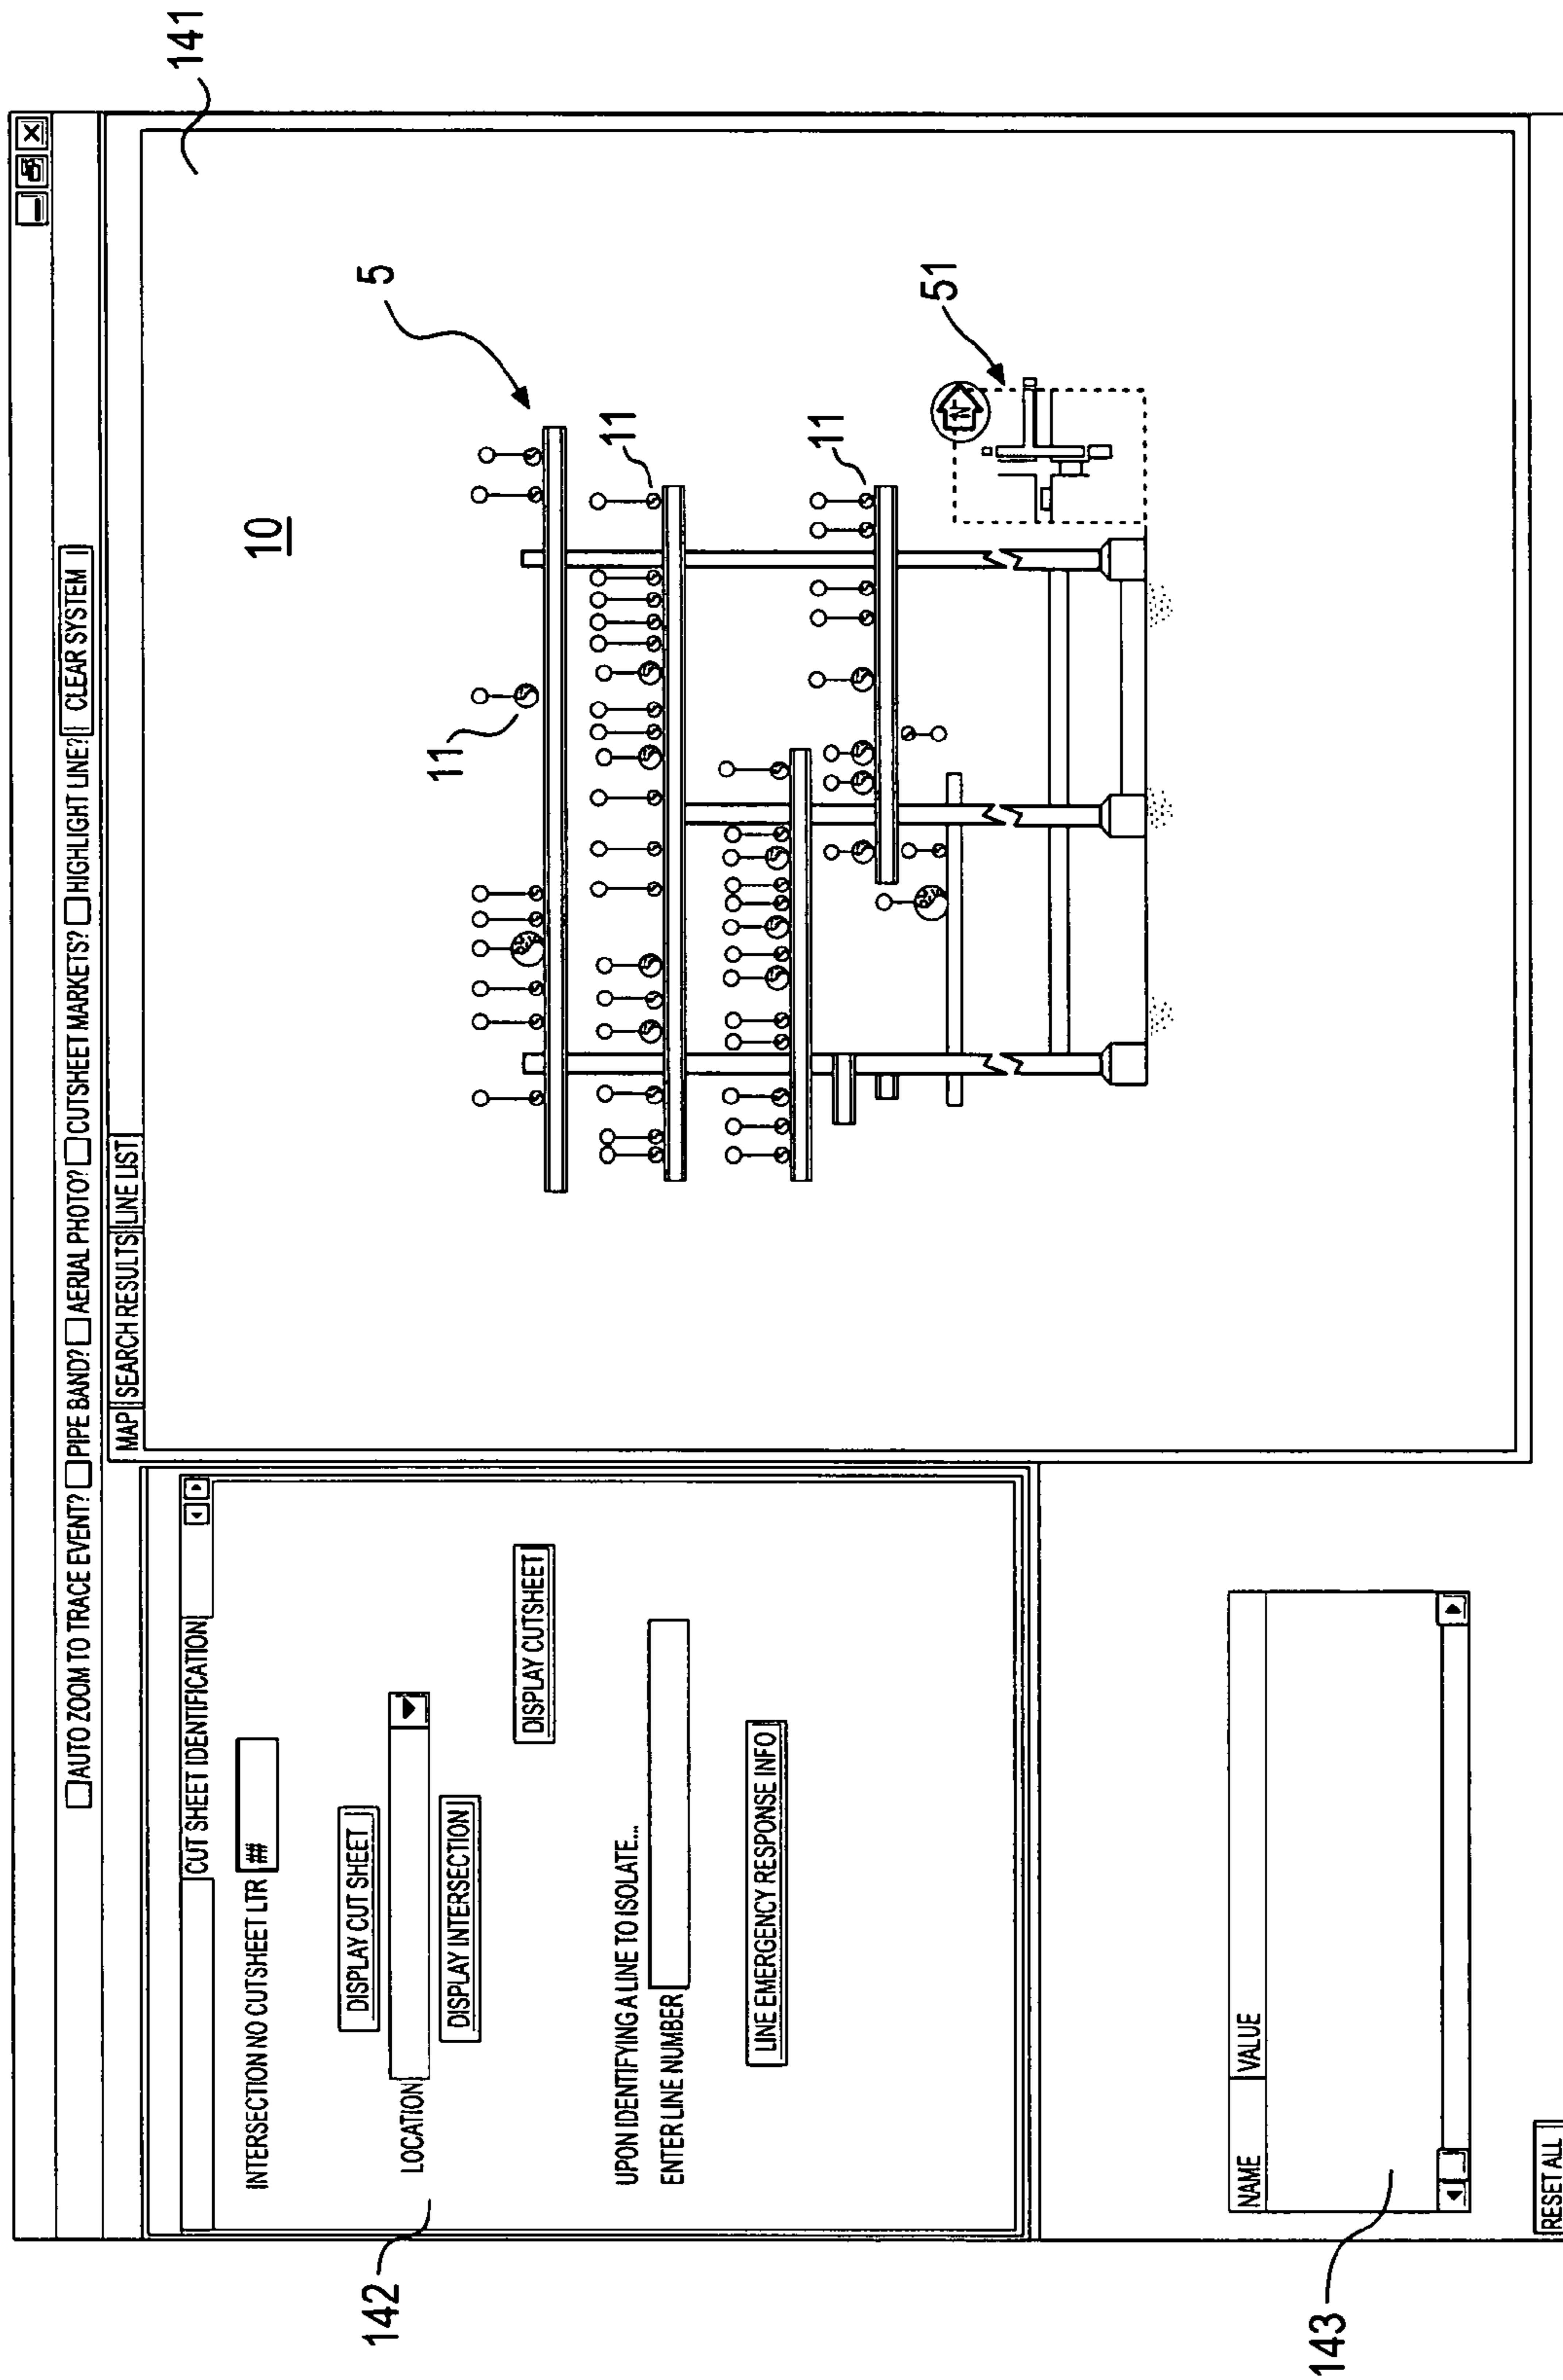 □AUTO ZOOM TO TRACE EVENT? □PIPE BAND? □AERIAL PHOTO? □CUTSHEET MARKETS? □HIGHLIGHT LINE? CLEAR SYSTEM
MAP SEARCH RESULTS LINE LIST
141
CUT SHEET IDENTIFICATION
INTERSECTION NO CUTSHEET LTR ##
DISPLAY CUT SHEET
LOCATION
DISPLAY INTERSECTION
DISPLAY CUTSHEET
UPON IDENTIFYING A LINE TO ISOLATE...
ENTER LINE NUMBER
LINE EMERGENCY RESPONSE INFO
142
10
5
11
11
11
51
N
NAME VALUE
143
RESET ALL